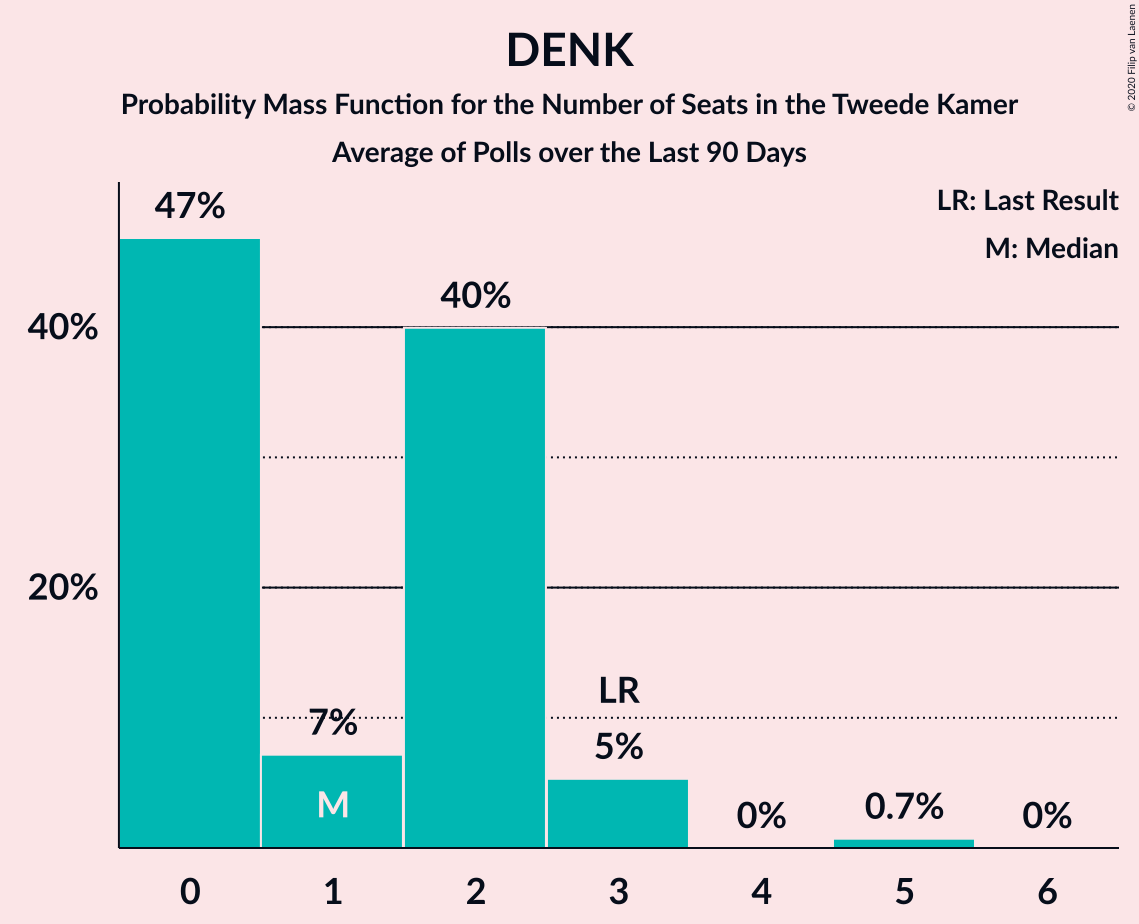 DENK
Probability Mass Function for the Number of Seats in the Tweede Kamer
Average of Polls over the Last 90 Days
© 2020 Filip van Laenen
LR: Last Result
M: Median
47%
40%
40%
20%
LR
7%
5%
M
0%
0.7%
0%
0 1 2 3 4 5 6